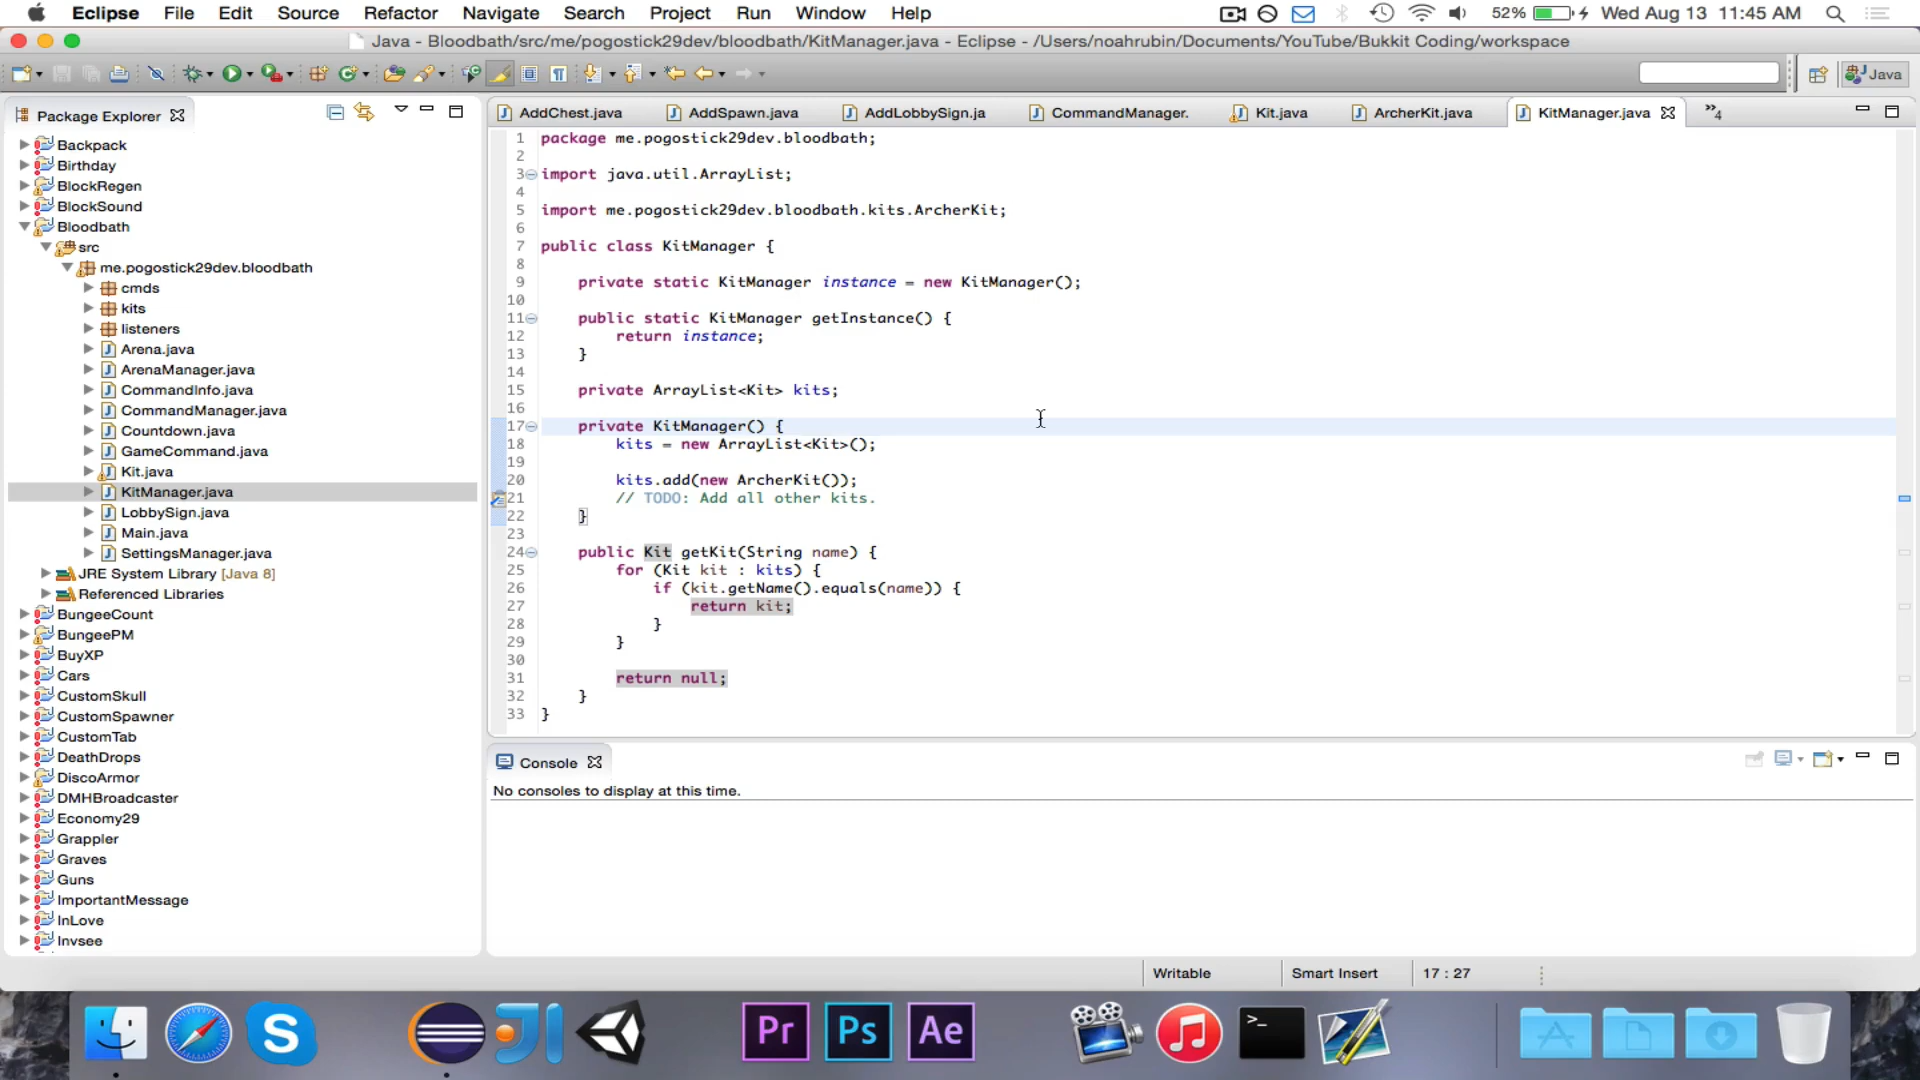 Eclipse File Edit Source Refactor Navigate Search Project Run Window Help 52% Wed Aug 13 11:45 AM
Java - Bloodbath/src/me/pogostick29dev/bloodbath/KitManager.java - Eclipse - /Users/noahrubin/Documents/YouTube/Bukkit Coding/workspace
Java
Package Explorer
Backpack
Birthday
BlockRegen
BlockSound
Bloodbath
src
me.pogostick29dev.bloodbath
cmds
kits
listeners
Arena.java
ArenaManager.java
CommandInfo.java
CommandManager.java
Countdown.java
GameCommand.java
Kit.java
KitManager.java
LobbySign.java
Main.java
SettingsManager.java
JRE System Library [Java 8]
Referenced Libraries
BungeeCount
BungeePM
BuyXP
Cars
CustomSkull
CustomSpawner
CustomTab
DeathDrops
DiscoArmor
DMHBroadcaster
Economy29
Grappler
Graves
Guns
ImportantMessage
InLove
Invsee
AddChest.java AddSpawn.java AddLobbySign.ja CommandManager. Kit.java ArcherKit.java KitManager.java »4
1 package me.pogostick29dev.bloodbath;
2
3 import java.util.ArrayList;
4
5 import me.pogostick29dev.bloodbath.kits.ArcherKit;
6
7 public class KitManager {
8
9 private static KitManager instance = new KitManager();
10
11 public static KitManager getInstance() {
12 return instance;
13 }
14
15 private ArrayList<Kit> kits;
16
17 private KitManager() {
18 kits = new ArrayList<Kit>();
19
20 kits.add(new ArcherKit());
21 // TODO: Add all other kits.
22 }
23
24 public Kit getKit(String name) {
25 for (Kit kit : kits) {
26 if (kit.getName().equals(name)) {
27 return kit;
28 }
29 }
30
31 return null;
32 }
33 }
Console
No consoles to display at this time.
Writable Smart Insert 17 : 27
S Pr Ps Ae >_